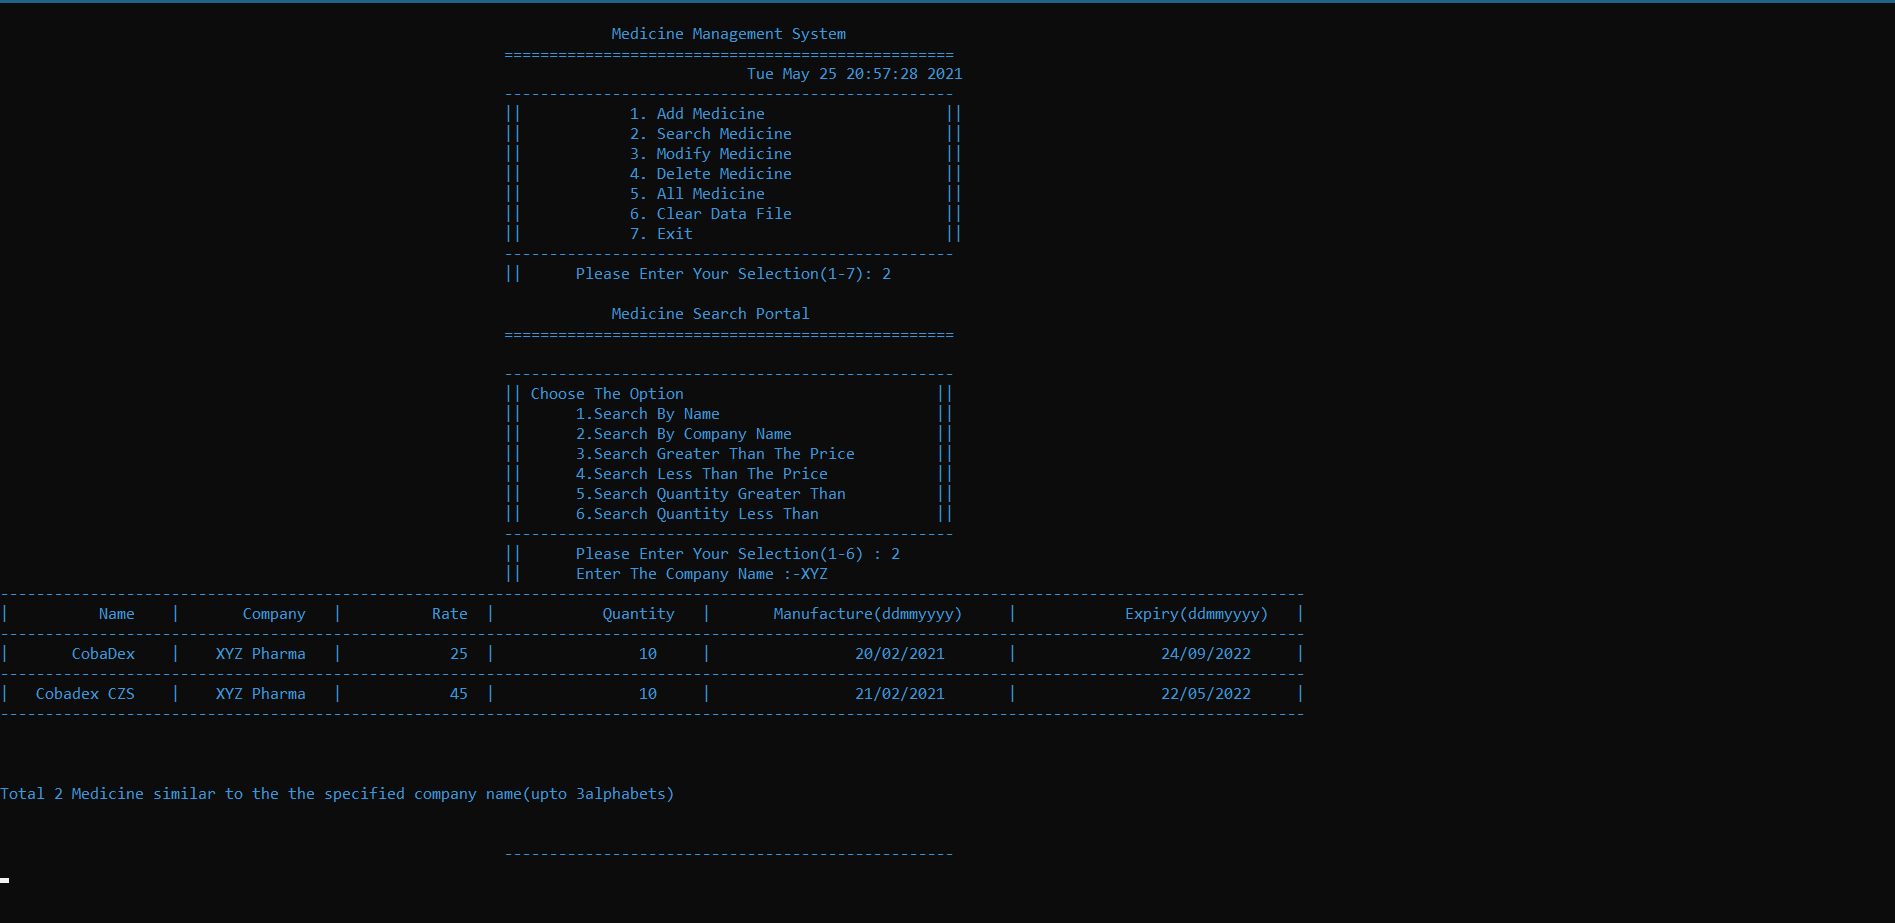 Medicine Management System
==================================================
Tue May 25 20:57:28 2021
--------------------------------------------------
|| 1. Add Medicine ||
|| 2. Search Medicine ||
|| 3. Modify Medicine ||
|| 4. Delete Medicine ||
|| 5. All Medicine ||
|| 6. Clear Data File ||
|| 7. Exit ||
--------------------------------------------------
|| Please Enter Your Selection(1-7): 2
Medicine Search Portal
==================================================
--------------------------------------------------
|| Choose The Option ||
|| 1.Search By Name ||
|| 2.Search By Company Name ||
|| 3.Search Greater Than The Price ||
|| 4.Search Less Than The Price ||
|| 5.Search Quantity Greater Than ||
|| 6.Search Quantity Less Than ||
--------------------------------------------------
|| Please Enter Your Selection(1-6) : 2
|| Enter The Company Name :-XYZ
-------------------------------------------------------------------------------------------------------------------------------------------------
| Name | Company | Rate | Quantity | Manufacture(ddmmyyyy) | Expiry(ddmmyyyy) |
-------------------------------------------------------------------------------------------------------------------------------------------------
| CobaDex | XYZ Pharma | 25 | 10 | 20/02/2021 | 24/09/2022 |
-------------------------------------------------------------------------------------------------------------------------------------------------
| Cobadex CZS | XYZ Pharma | 45 | 10 | 21/02/2021 | 22/05/2022 |
-------------------------------------------------------------------------------------------------------------------------------------------------
Total 2 Medicine similar to the the specified company name(upto 3alphabets)
--------------------------------------------------